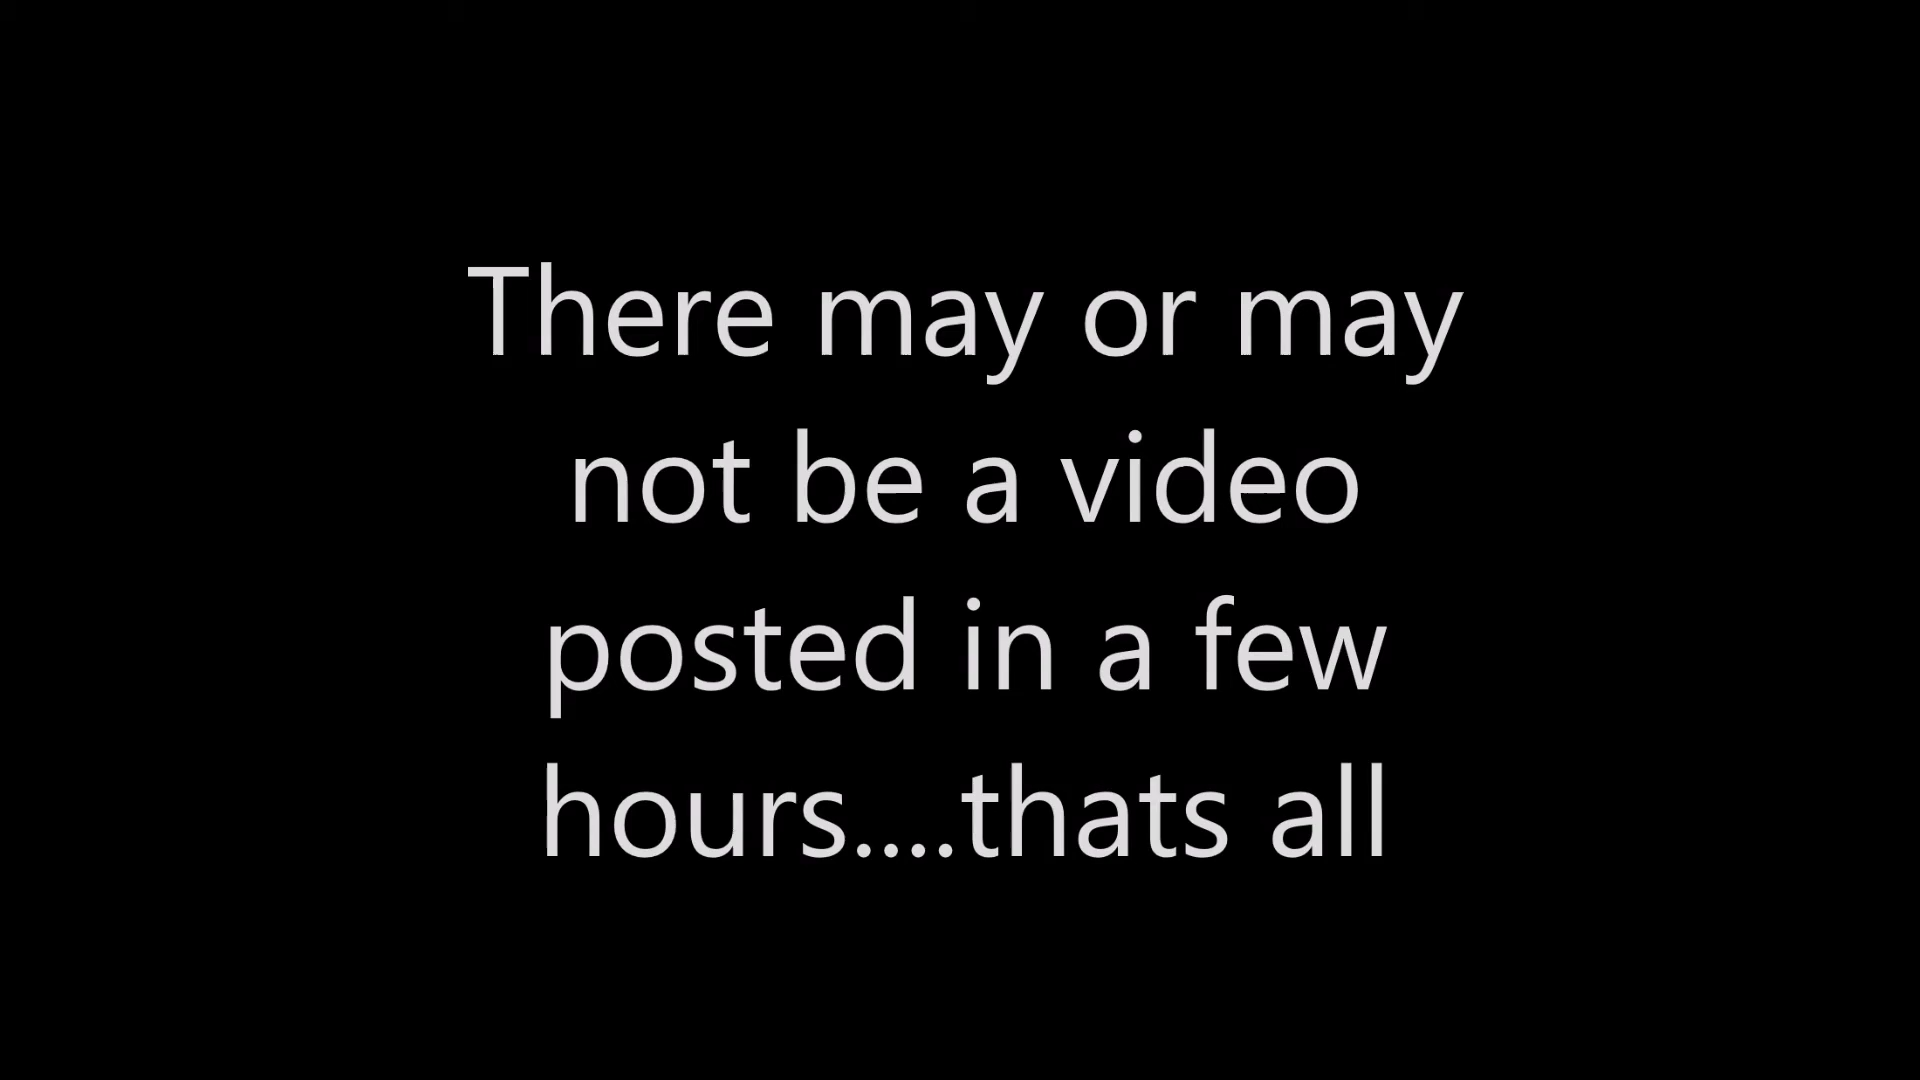 There may or may
not be a video
posted in a few
hours....thats all